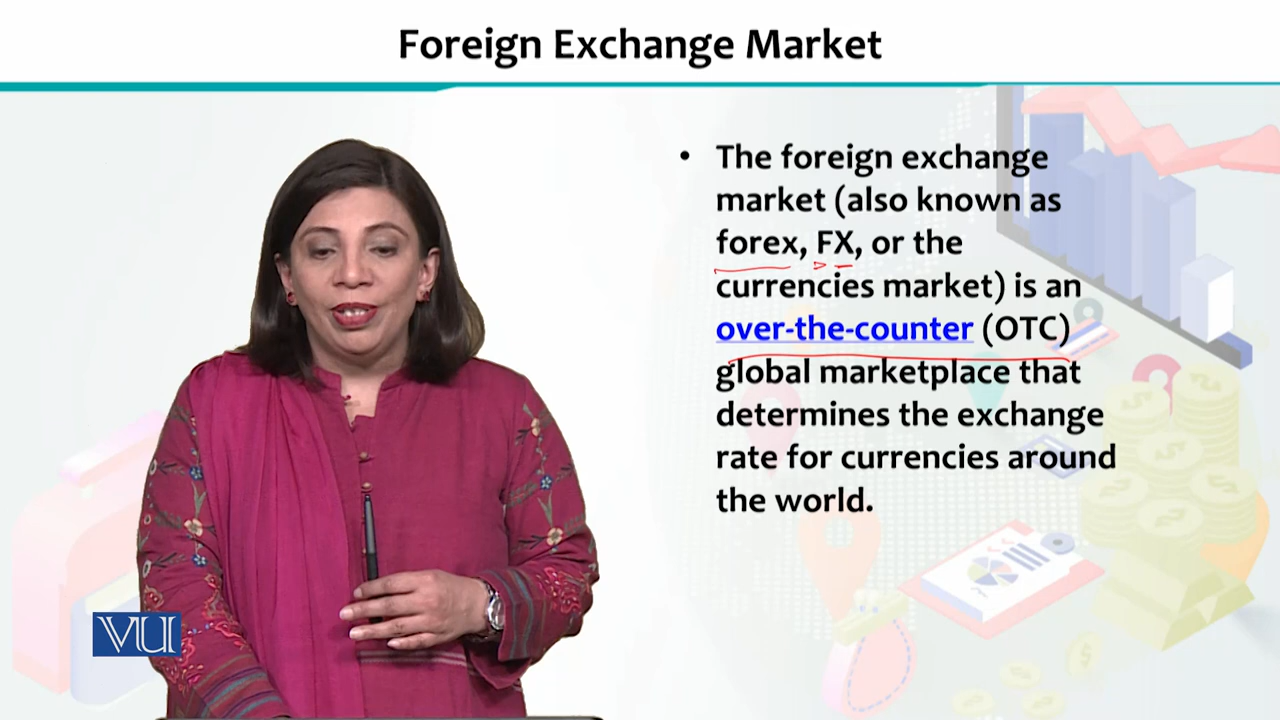 Foreign Exchange Market
• The foreign exchange
market (also known as
forex, FX, or the
currencies market) is an
over-the-counter (OTC)
global marketplace that
determines the exchange
rate for currencies around
the world.
VU